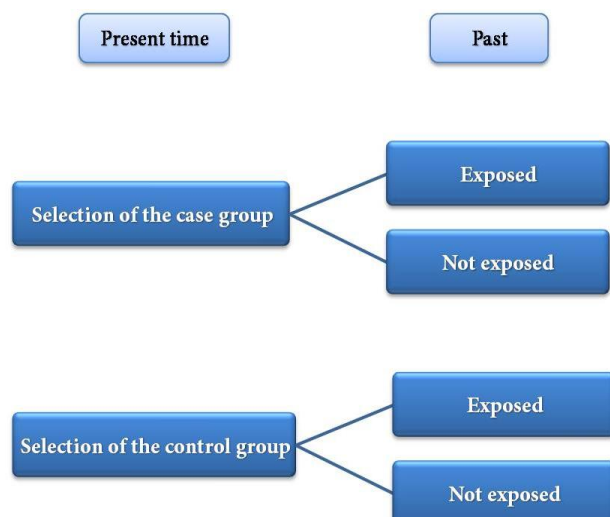 Present time
Past
Exposed
Selection of the case group
Not exposed
Exposed
Selection of the control group
Not exposed